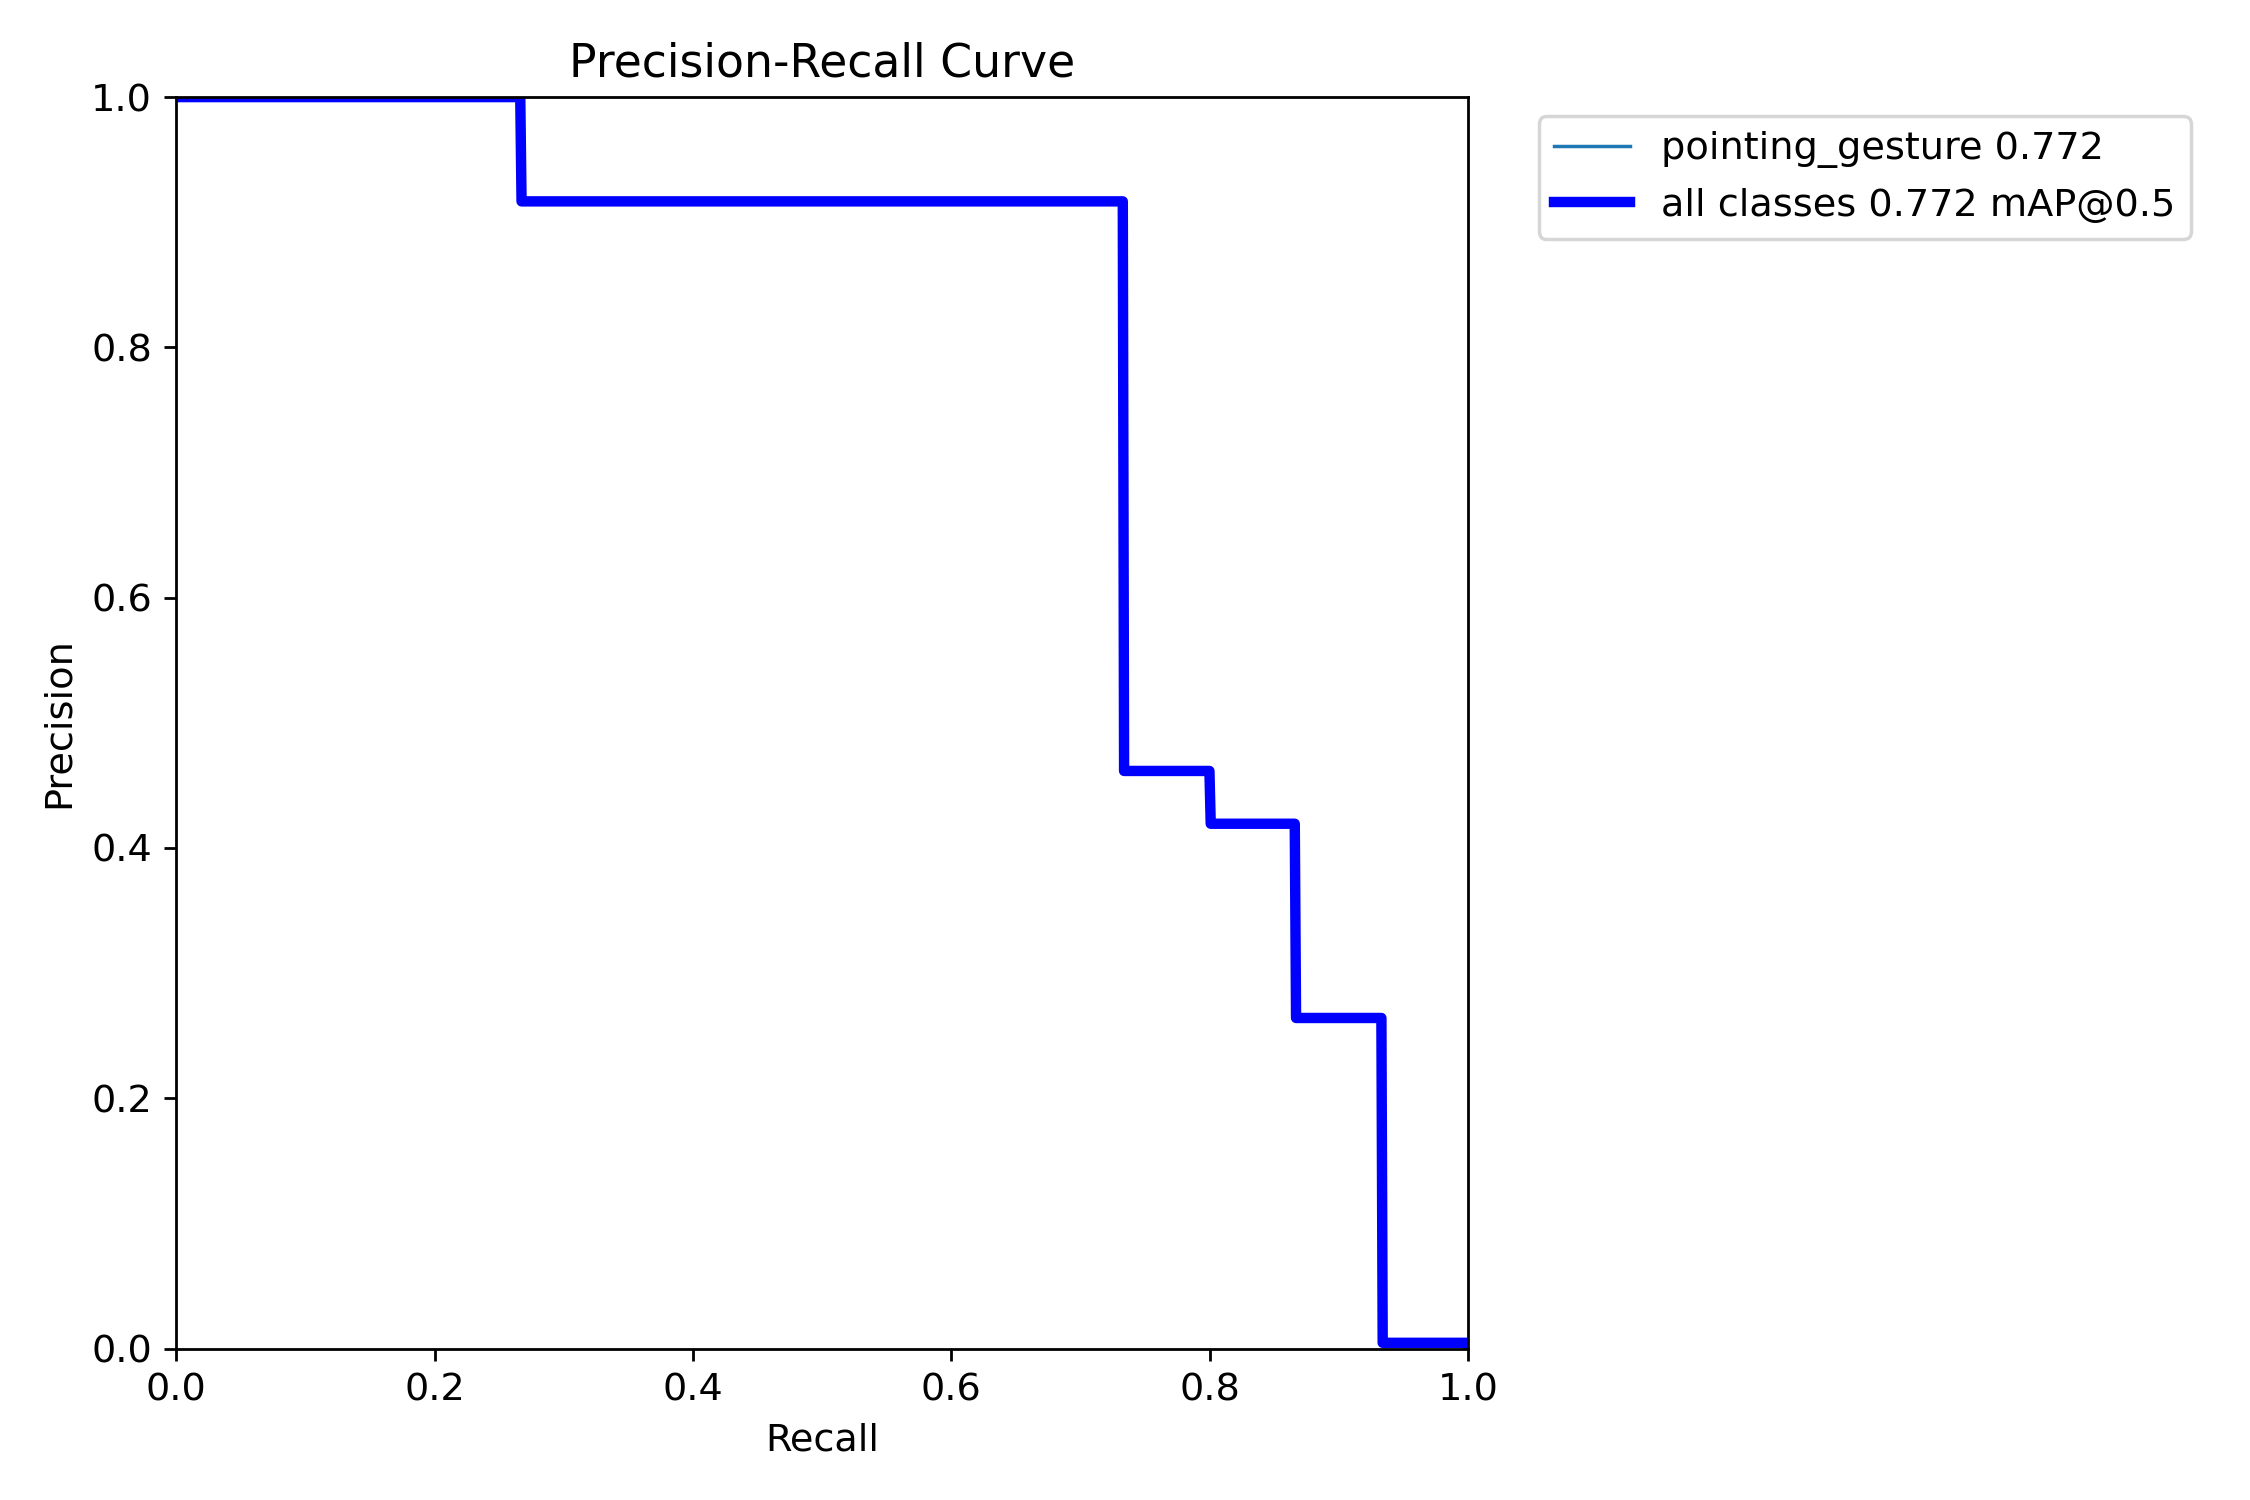 Precision-Recall Curve
pointing_gesture 0.772
all classes 0.772 mAP@0.5
Precision
1.0
0.8
0.6
0.4
0.2
0.0
0.0 0.2 0.4 0.6 0.8 1.0
Recall